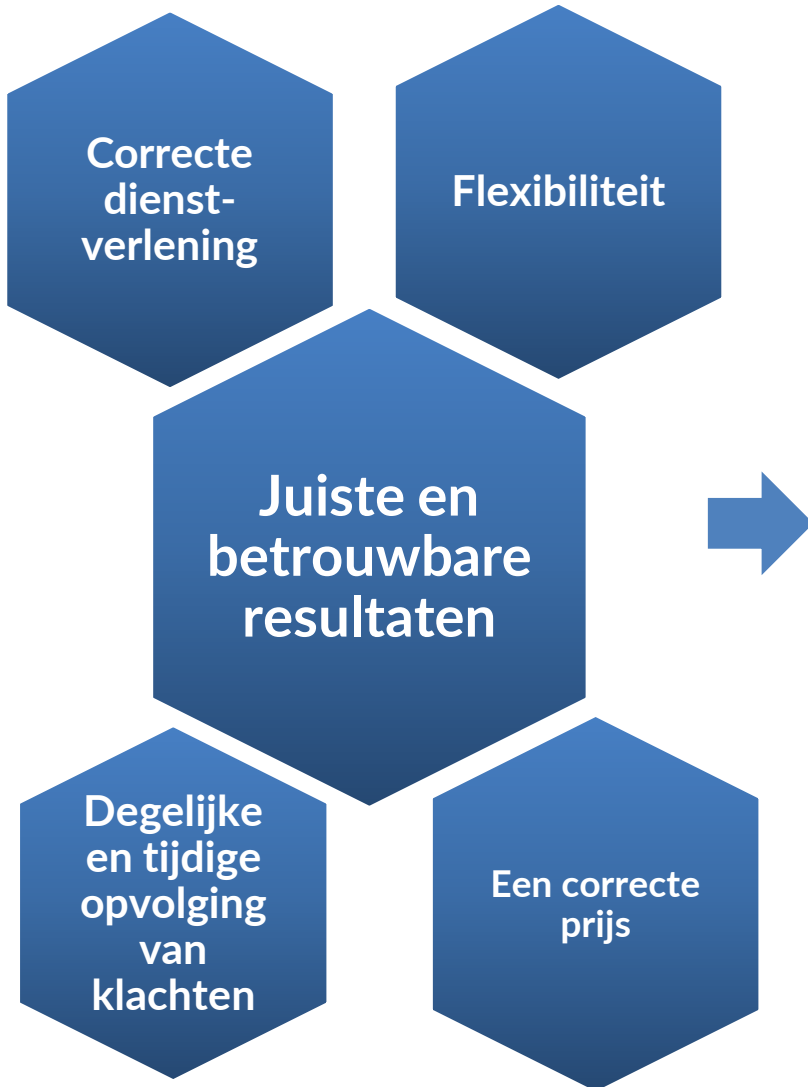 Correcte
dienst-
verlening
Flexibiliteit
Juiste en
betrouwbare
resultaten
Degelijke
en tijdige
opvolging
van
klachten
Een correcte
prijs